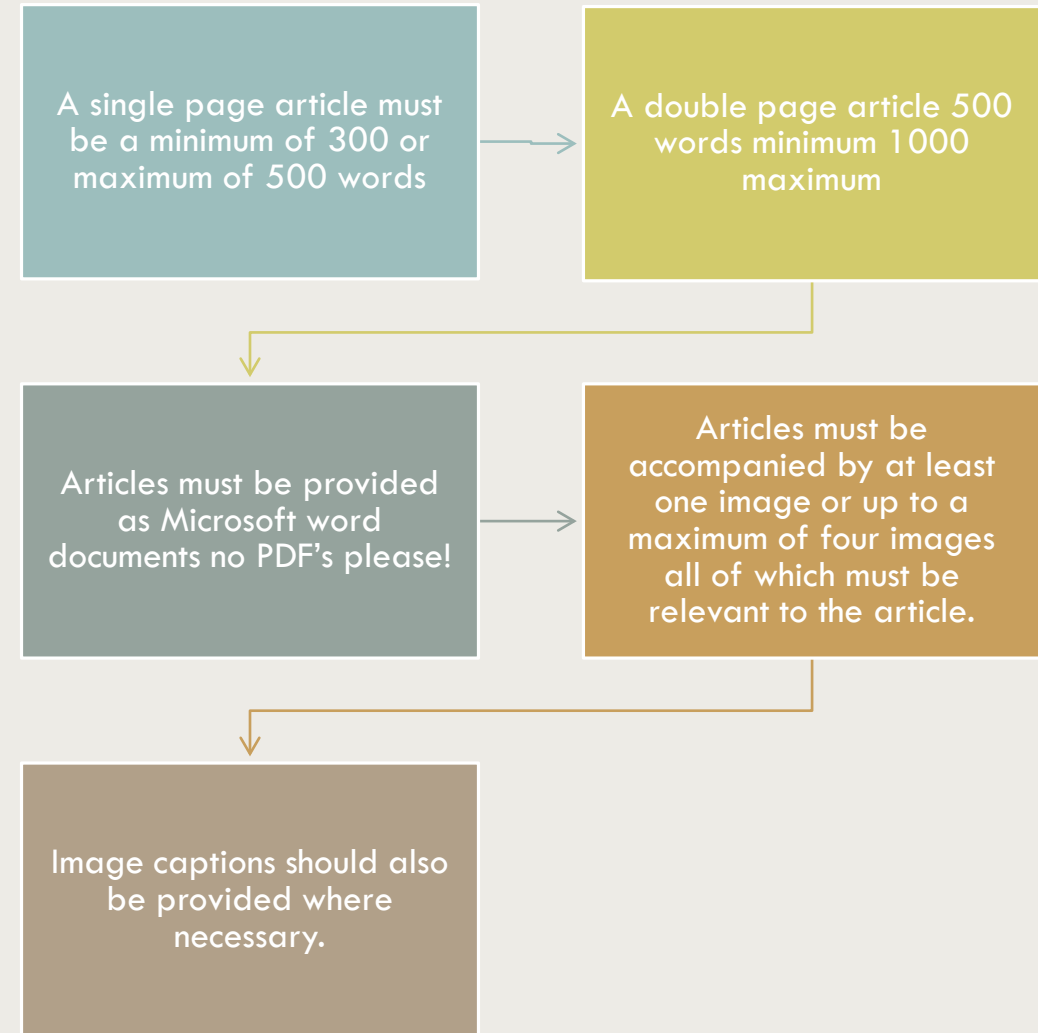 A single page article must
be a minimum of 300 or
maximum of 500 words
A double page article 500
words minimum 1000
maximum
Articles must be provided
as Microsoft word
documents no PDF's please!
Articles must be
accompanied by at least
one image or up to a
maximum of four images
all of which must be
relevant to the article.
Image captions should also
be provided where
necessary.